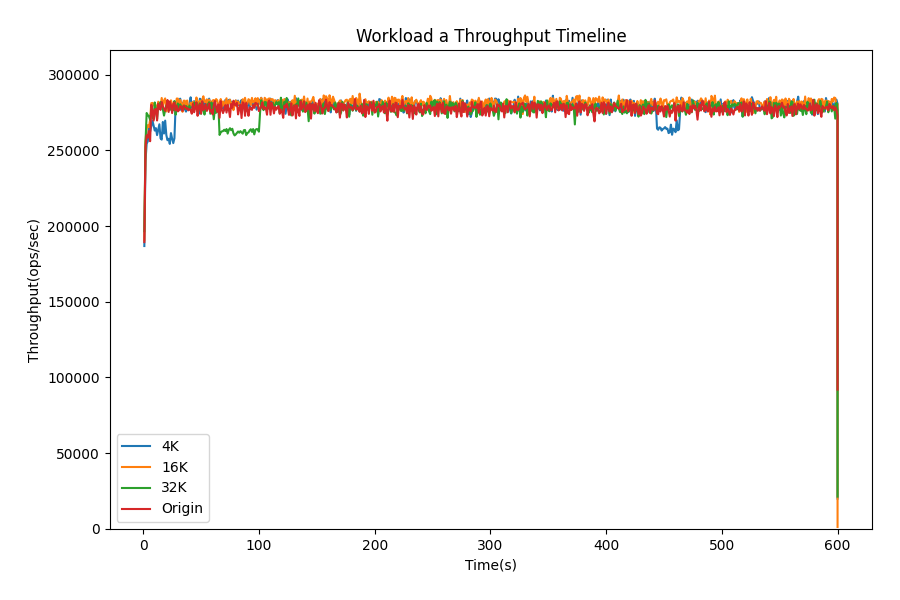 Workload a Throughput Timeline
Throughput(ops/sec)
300000
250000
200000
150000
100000
50000
0
4K
16K
32K
Origin
0 100 200 300 400 500 600
Time(s)